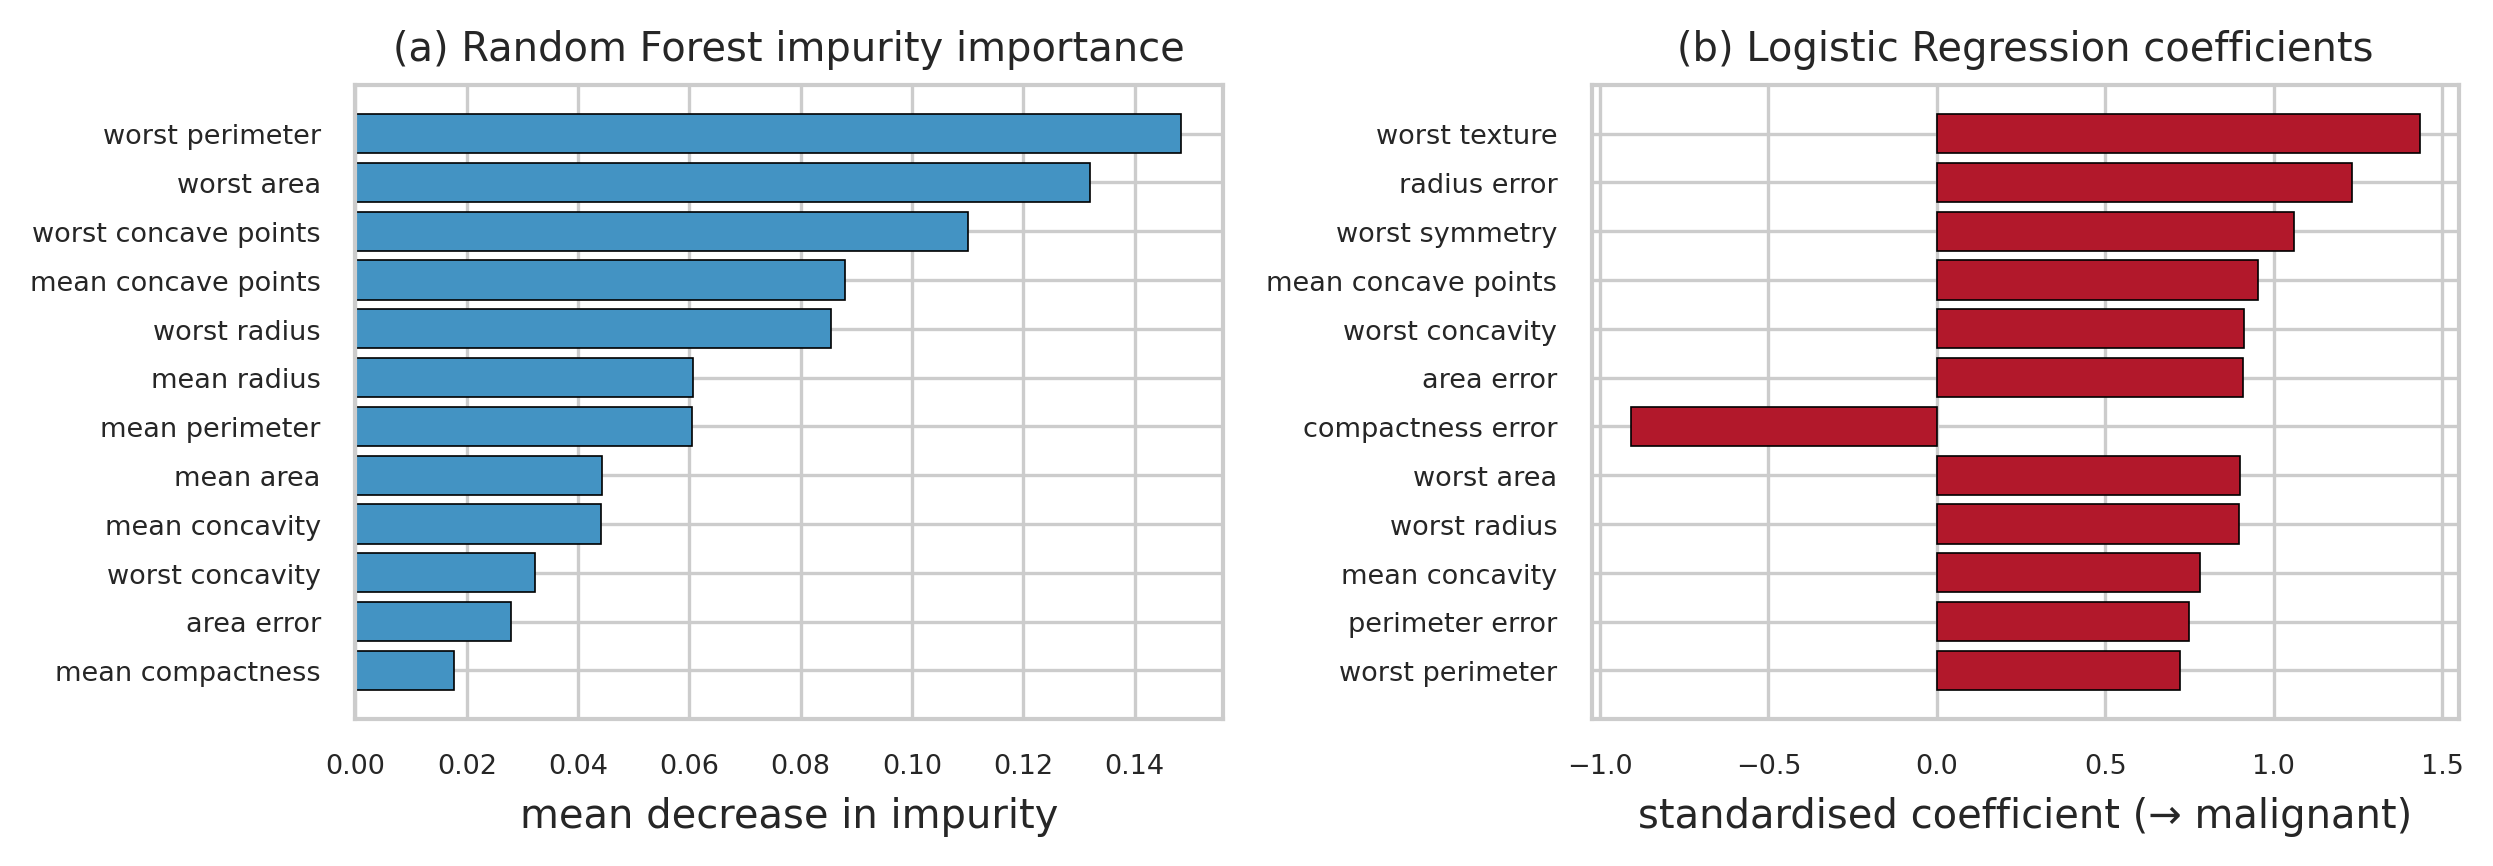 (a) Random Forest impurity importance
worst perimeter
worst area
worst concave points
mean concave points
worst radius
mean radius
mean perimeter
mean area
mean concavity
worst concavity
area error
mean compactness
0.00 0.02 0.04 0.06 0.08 0.10 0.12 0.14
mean decrease in impurity
(b) Logistic Regression coefficients
worst texture
radius error
worst symmetry
mean concave points
worst concavity
area error
compactness error
worst area
worst radius
mean concavity
perimeter error
worst perimeter
−1.0 −0.5 0.0 0.5 1.0 1.5
standardised coefficient (→ malignant)